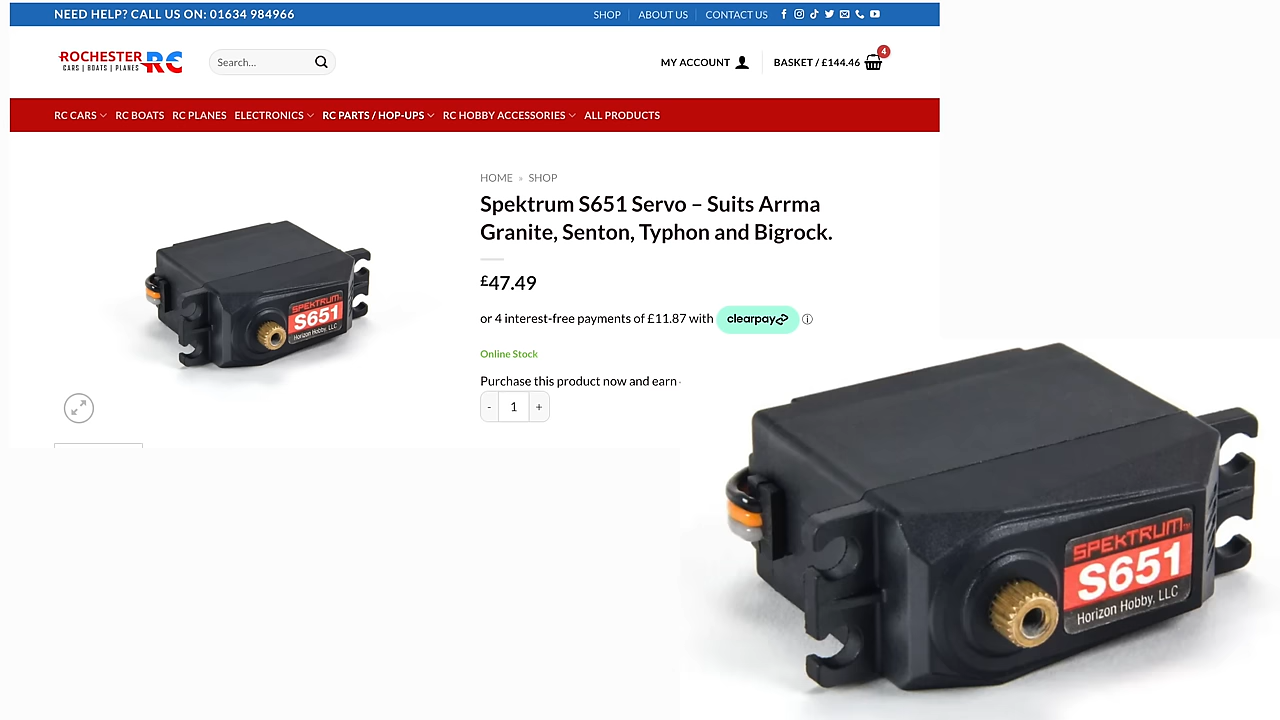 NEED HELP? CALL US ON: 01634 984966
SHOP
ABOUT US
CONTACT US
ROCHESTER RC
CARS | BOATS | PLANES
Search...
MY ACCOUNT
BASKET / £144.46
4
RC CARS
RC BOATS
RC PLANES
ELECTRONICS
RC PARTS / HOP-UPS
RC HOBBY ACCESSORIES
ALL PRODUCTS
HOME » SHOP
Spektrum S651 Servo – Suits Arrma
Granite, Senton, Typhon and Bigrock.
£47.49
or 4 interest-free payments of £11.87 with clearpay
Online Stock
Purchase this product now and earn
- 1 +
SPEKTRUM™
S651
Horizon Hobby, LLC
SPEKTRUM™
S651
Horizon Hobby, LLC